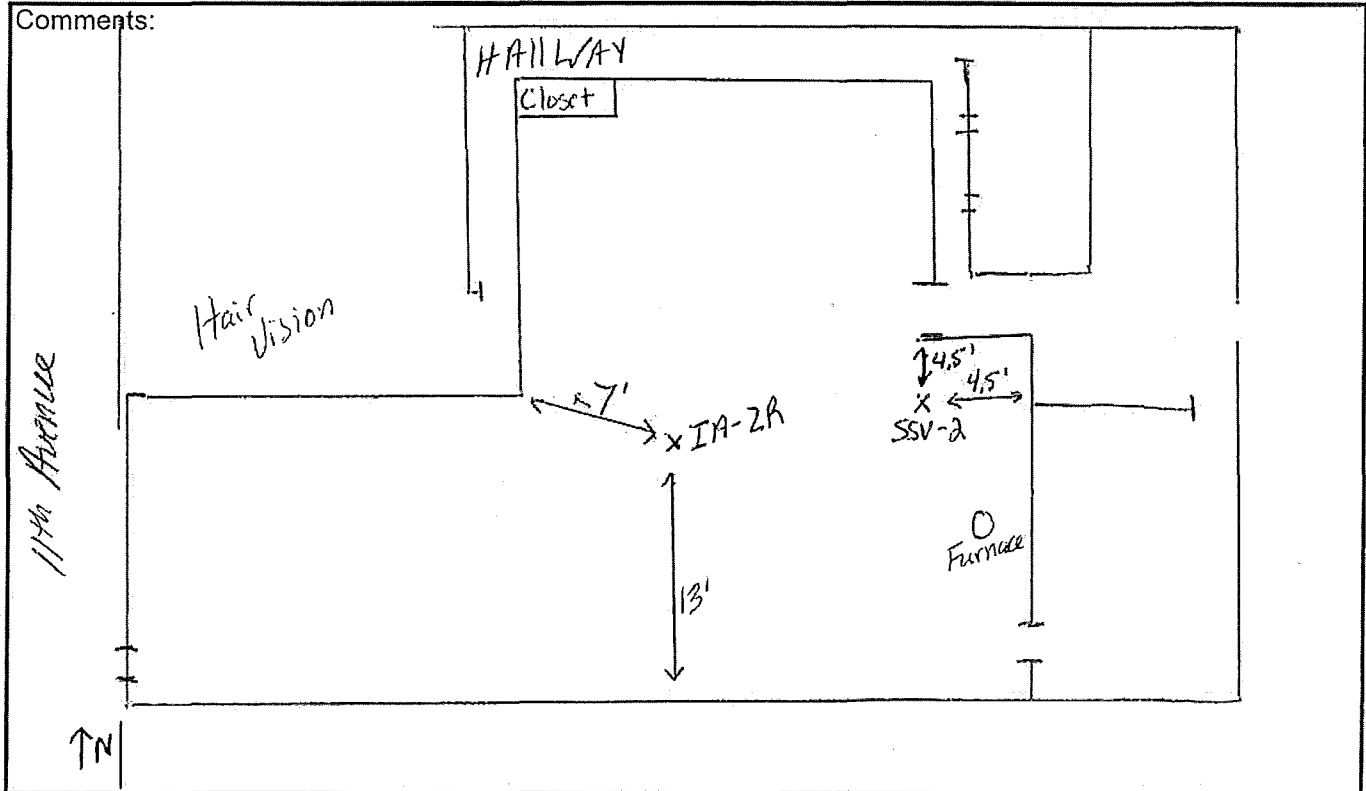 Comments:
HAllWAY
Closet
Hair
Vision
11th Avenue
4.5'
4.5'
X
SSV-2
7'
x IA-2R
O
Furnace
13'
↑N